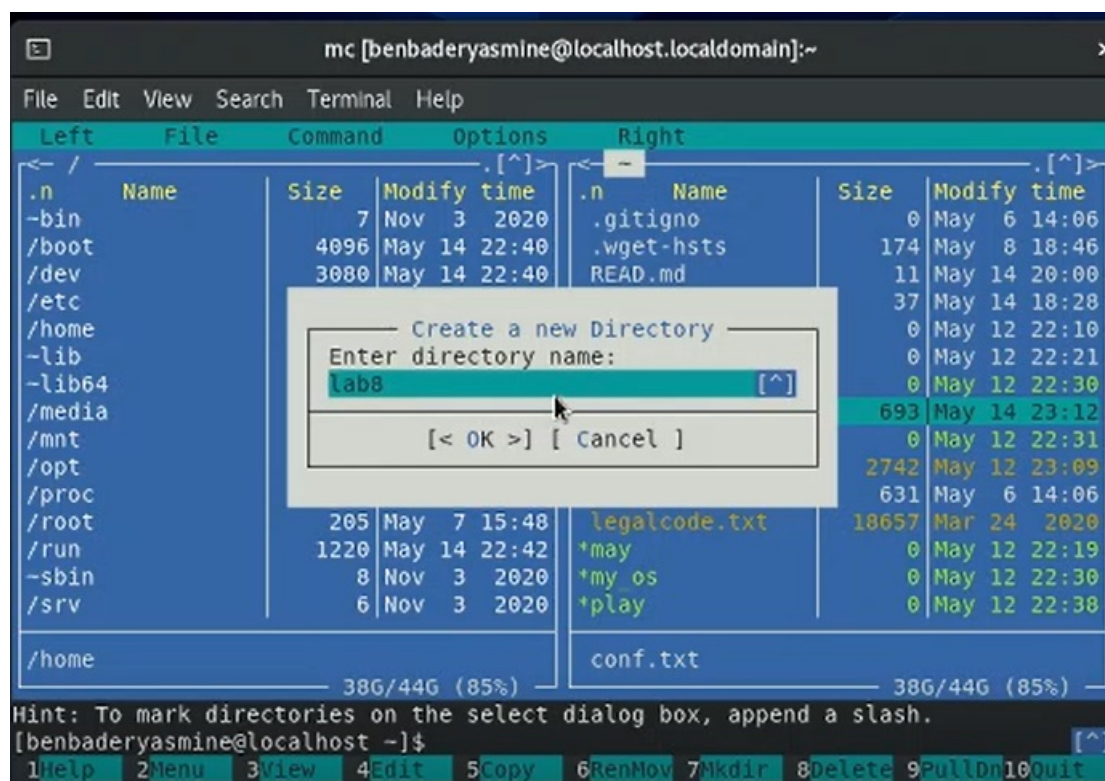 mc [benbaderyasmine@localhost.localdomain]:~
File Edit View Search Terminal Help
Left File Command Options Right
<- / .[^]> <- ~ .[^]>
.n Name Size Modify time .n Name Size Modify time
~bin 7 Nov 3 2020 .gitigno 0 May 6 14:06
/boot 4096 May 14 22:40 .wget-hsts 174 May 8 18:46
/dev 3080 May 14 22:40 READ.md 11 May 14 20:00
/etc 37 May 14 18:28
/home Create a new Directory 0 May 12 22:10
~lib Enter directory name: 0 May 12 22:21
~lib64 lab8 [^] 0 May 12 22:30
/media 693 May 14 23:12
/mnt [< OK >] [ Cancel ] 0 May 12 22:31
/opt 2742 May 12 23:09
/proc 631 May 6 14:06
/root 205 May 7 15:48 legalcode.txt 18657 Mar 24 2020
/run 1220 May 14 22:42 *may 0 May 12 22:19
~sbin 8 Nov 3 2020 *my_os 0 May 12 22:30
/srv 6 Nov 3 2020 *play 0 May 12 22:38
/home conf.txt
38G/44G (85%) 38G/44G (85%)
Hint: To mark directories on the select dialog box, append a slash.
[benbaderyasmine@localhost ~]$ [^]
1Help 2Menu 3View 4Edit 5Copy 6RenMov 7Mkdir 8Delete 9PullDn 10Quit